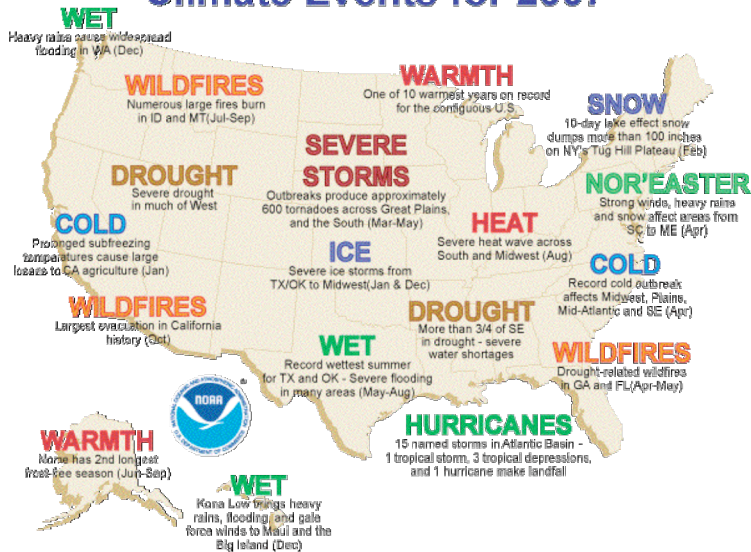 Climate Events for 2007
WET
Heavy rains cause widespread
flooding in WA (Dec)
WILDFIRES
Numerous large fires burn
in ID and MT(Jul-Sep)
WARMTH
One of 10 warmest years on record
for the contiguous U.S.
SNOW
10-day lake effect snow
dumps more than 100 inches
on NY's Tug Hill Plateau (Feb)
SEVERE
STORMS
Outbreaks produce approximately
600 tornadoes across Great Plains,
and the South (Mar-May)
DROUGHT
Severe drought
in much of West
NOR'EASTER
Strong winds, heavy rains
and snow affect areas from
SC to ME (Apr)
COLD
Prolonged subfreezing
temperatures cause large
losses to CA agriculture (Jan)
HEAT
Severe heat wave across
South and Midwest (Aug)
ICE
Severe ice storms from
TX/OK to Midwest(Jan & Dec)
COLD
Record cold outbreak
affects Midwest, Plains,
Mid-Atlantic and SE (Apr)
WILDFIRES
Largest evacuation in California
history (Oct)
DROUGHT
More than 3/4 of SE
in drought - severe
water shortages
WET
Record wettest summer
for TX and OK - Severe flooding
in many areas (May-Aug)
WILDFIRES
Drought-related wildfires
in GA and FL(Apr-May)
NOAA
HURRICANES
15 named storms in Atlantic Basin -
1 tropical storm, 3 tropical depressions,
and 1 hurricane make landfall
WARMTH
Nome has 2nd longest
frost-fee season (Jun-Sep)
WET
Kona Low brings heavy
rains, flooding, and gale
force winds to Maui and the
Big Island (Dec)